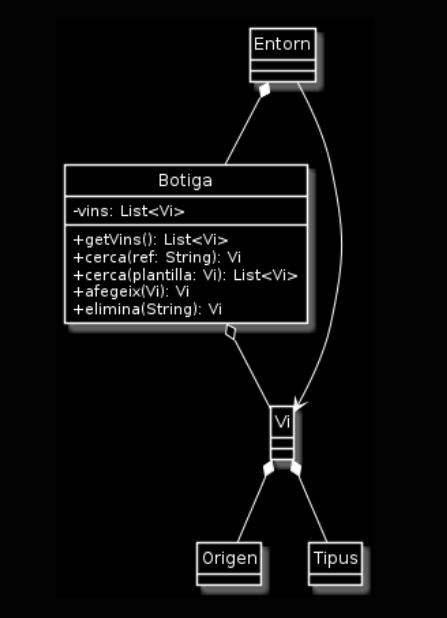 Entorn
Botiga
-vins: List<Vi>
+getVins(): List<Vi>
+cerca(ref: String): Vi
+cerca(plantilla: Vi): List<Vi>
+afegeix(Vi): Vi
+elimina(String): Vi
Vi
Origen
Tipus